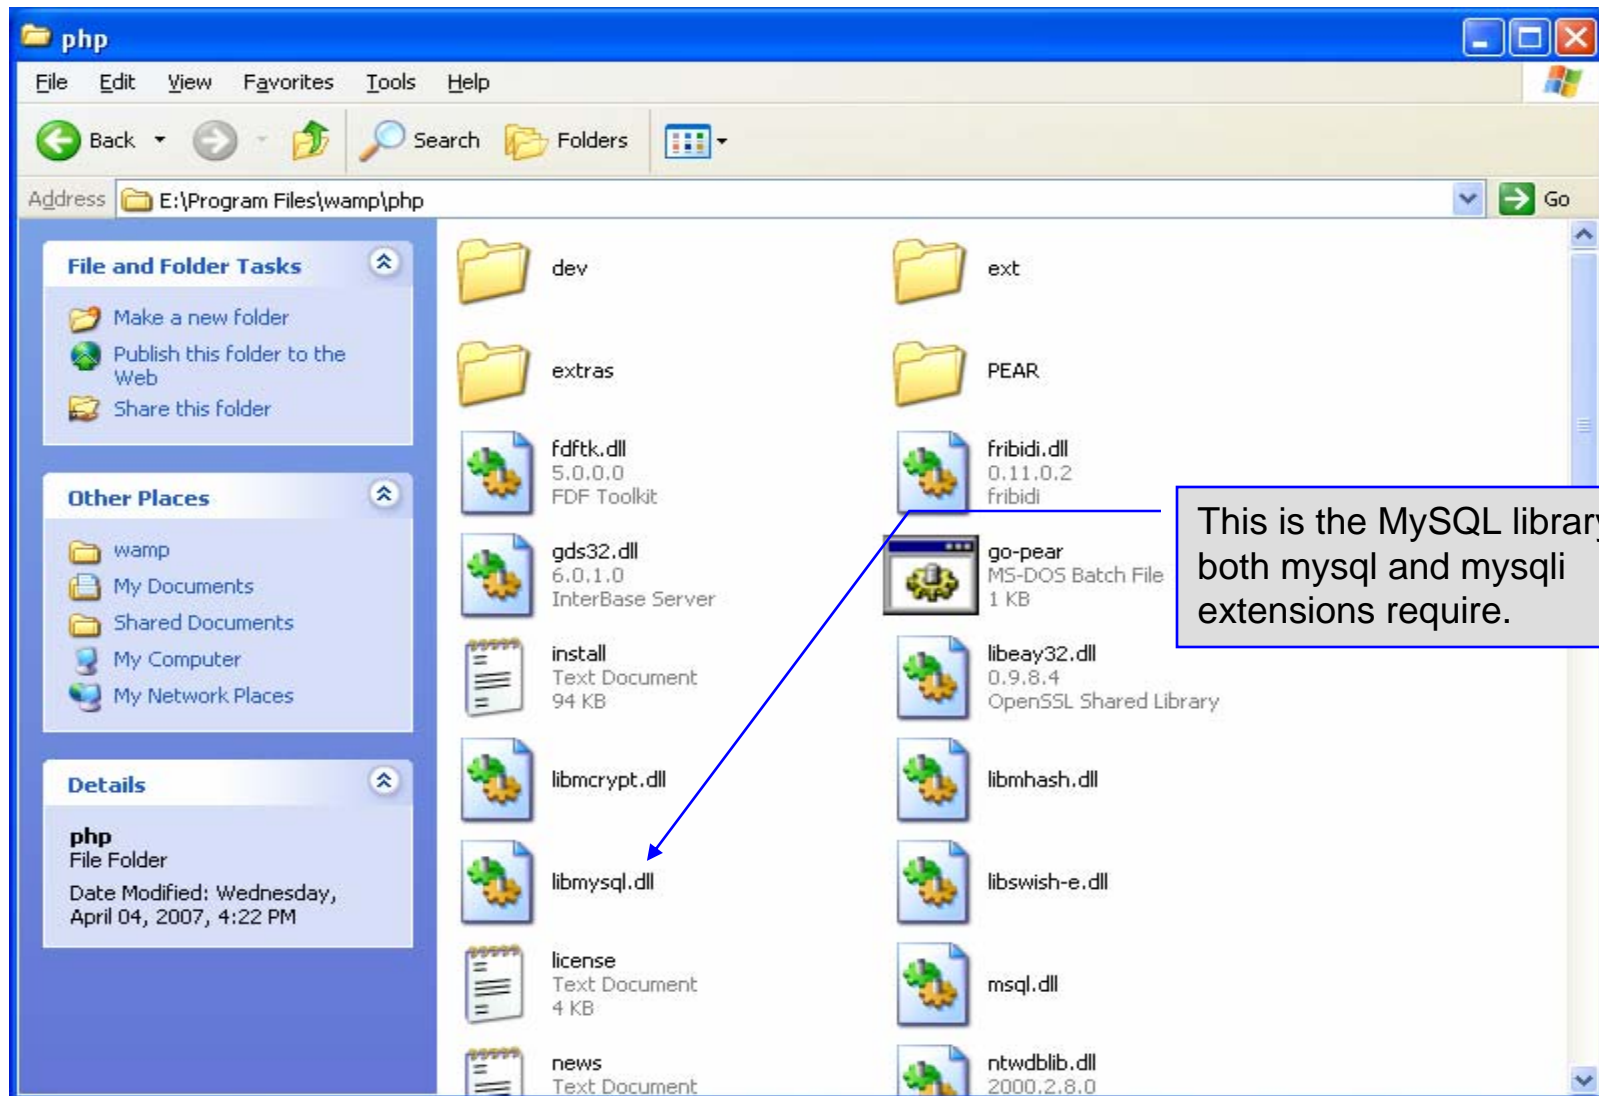 php
File Edit View Favorites Tools Help
Back Search Folders
Address E:\Program Files\wamp\php Go
File and Folder Tasks
Make a new folder
Publish this folder to the
Web
Share this folder
Other Places
wamp
My Documents
Shared Documents
My Computer
My Network Places
Details
php
File Folder
Date Modified: Wednesday,
April 04, 2007, 4:22 PM
dev
ext
extras
PEAR
fdftk.dll
5.0.0.0
FDF Toolkit
fribidi.dll
0.11.0.2
fribidi
gds32.dll
6.0.1.0
InterBase Server
go-pear
MS-DOS Batch File
1 KB
install
Text Document
94 KB
libeay32.dll
0.9.8.4
OpenSSL Shared Library
libmcrypt.dll
libmhash.dll
libmysql.dll
libswish-e.dll
license
Text Document
4 KB
msql.dll
news
Text Document
ntwdblib.dll
2000.2.8.0
This is the MySQL library
both mysql and mysqli
extensions require.